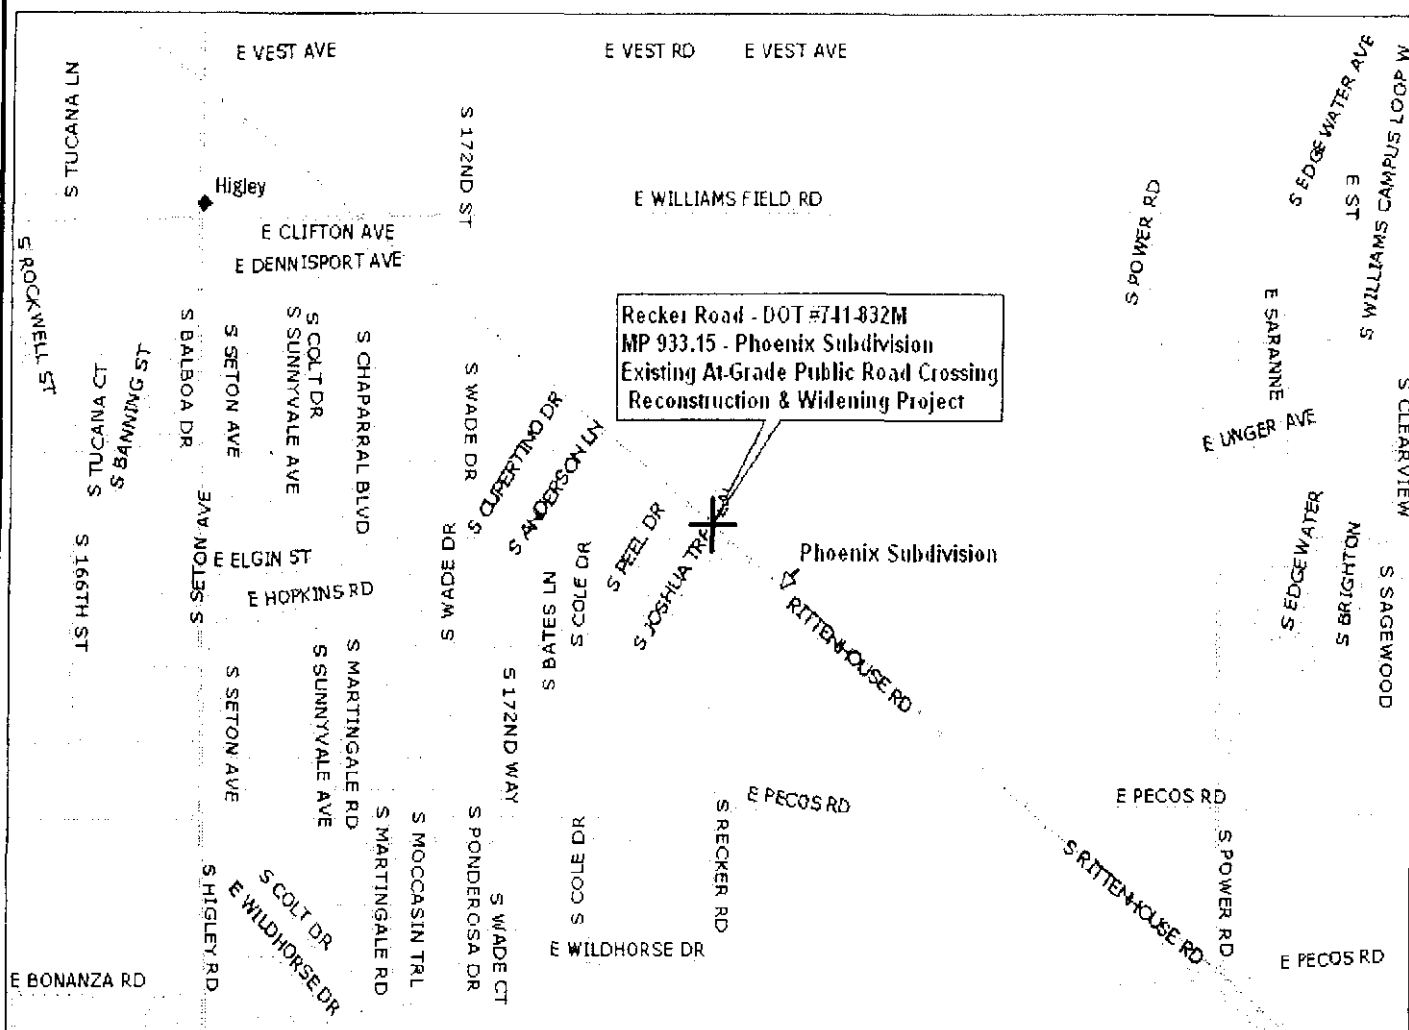 E VEST AVE
E VEST RD
E VEST AVE
S EDGEWATER AVE
S WILLIAMS CAMPUS LOOP W
S TUCANA LN
S 172ND ST
E ST
Higley
E WILLIAMS FIELD RD
S POWER RD
E CLIFTON AVE
E DENNISPORT AVE
S ROCKWELL ST
Recker Road - DOT #741-832M
MP 933.15 - Phoenix Subdivision
Existing At-Grade Public Road Crossing
Reconstruction & Widening Project
E SARANNE
S BALBOA DR
S SETON AVE
S SUNNYVALE AVE
S COLT DR
S CHAPARRAL BLVD
S WADE DR
S TUCANA CT
S BANNING ST
S CUPERTINO DR
S ANDERSON LN
E UNGER AVE
S CLEARVIEW
S 166TH ST
S SETON AVE
E ELGIN ST
E HOPKINS RD
S WADE DR
S BATES LN
S COLE DR
S PEEL DR
S JOSHUA TR
Phoenix Subdivision
RITTENHOUSE RD
S EDGEWATER
S BRIGHTON
S SAGEWOOD
S SETON AVE
S SUNNYVALE AVE
S MARTINGALE RD
S 172ND WAY
E PECOS RD
E PECOS RD
S HIGLEY RD
S COLT DR
E WILDHORSE DR
S MARTINGALE RD
S MOCCASIN TRL
S PONDEROSA DR
S WADE CT
S COLE DR
S RECKER RD
E WILDHORSE DR
S RITTENHOUSE RD
S POWER RD
E PECOS RD
E BONANZA RD